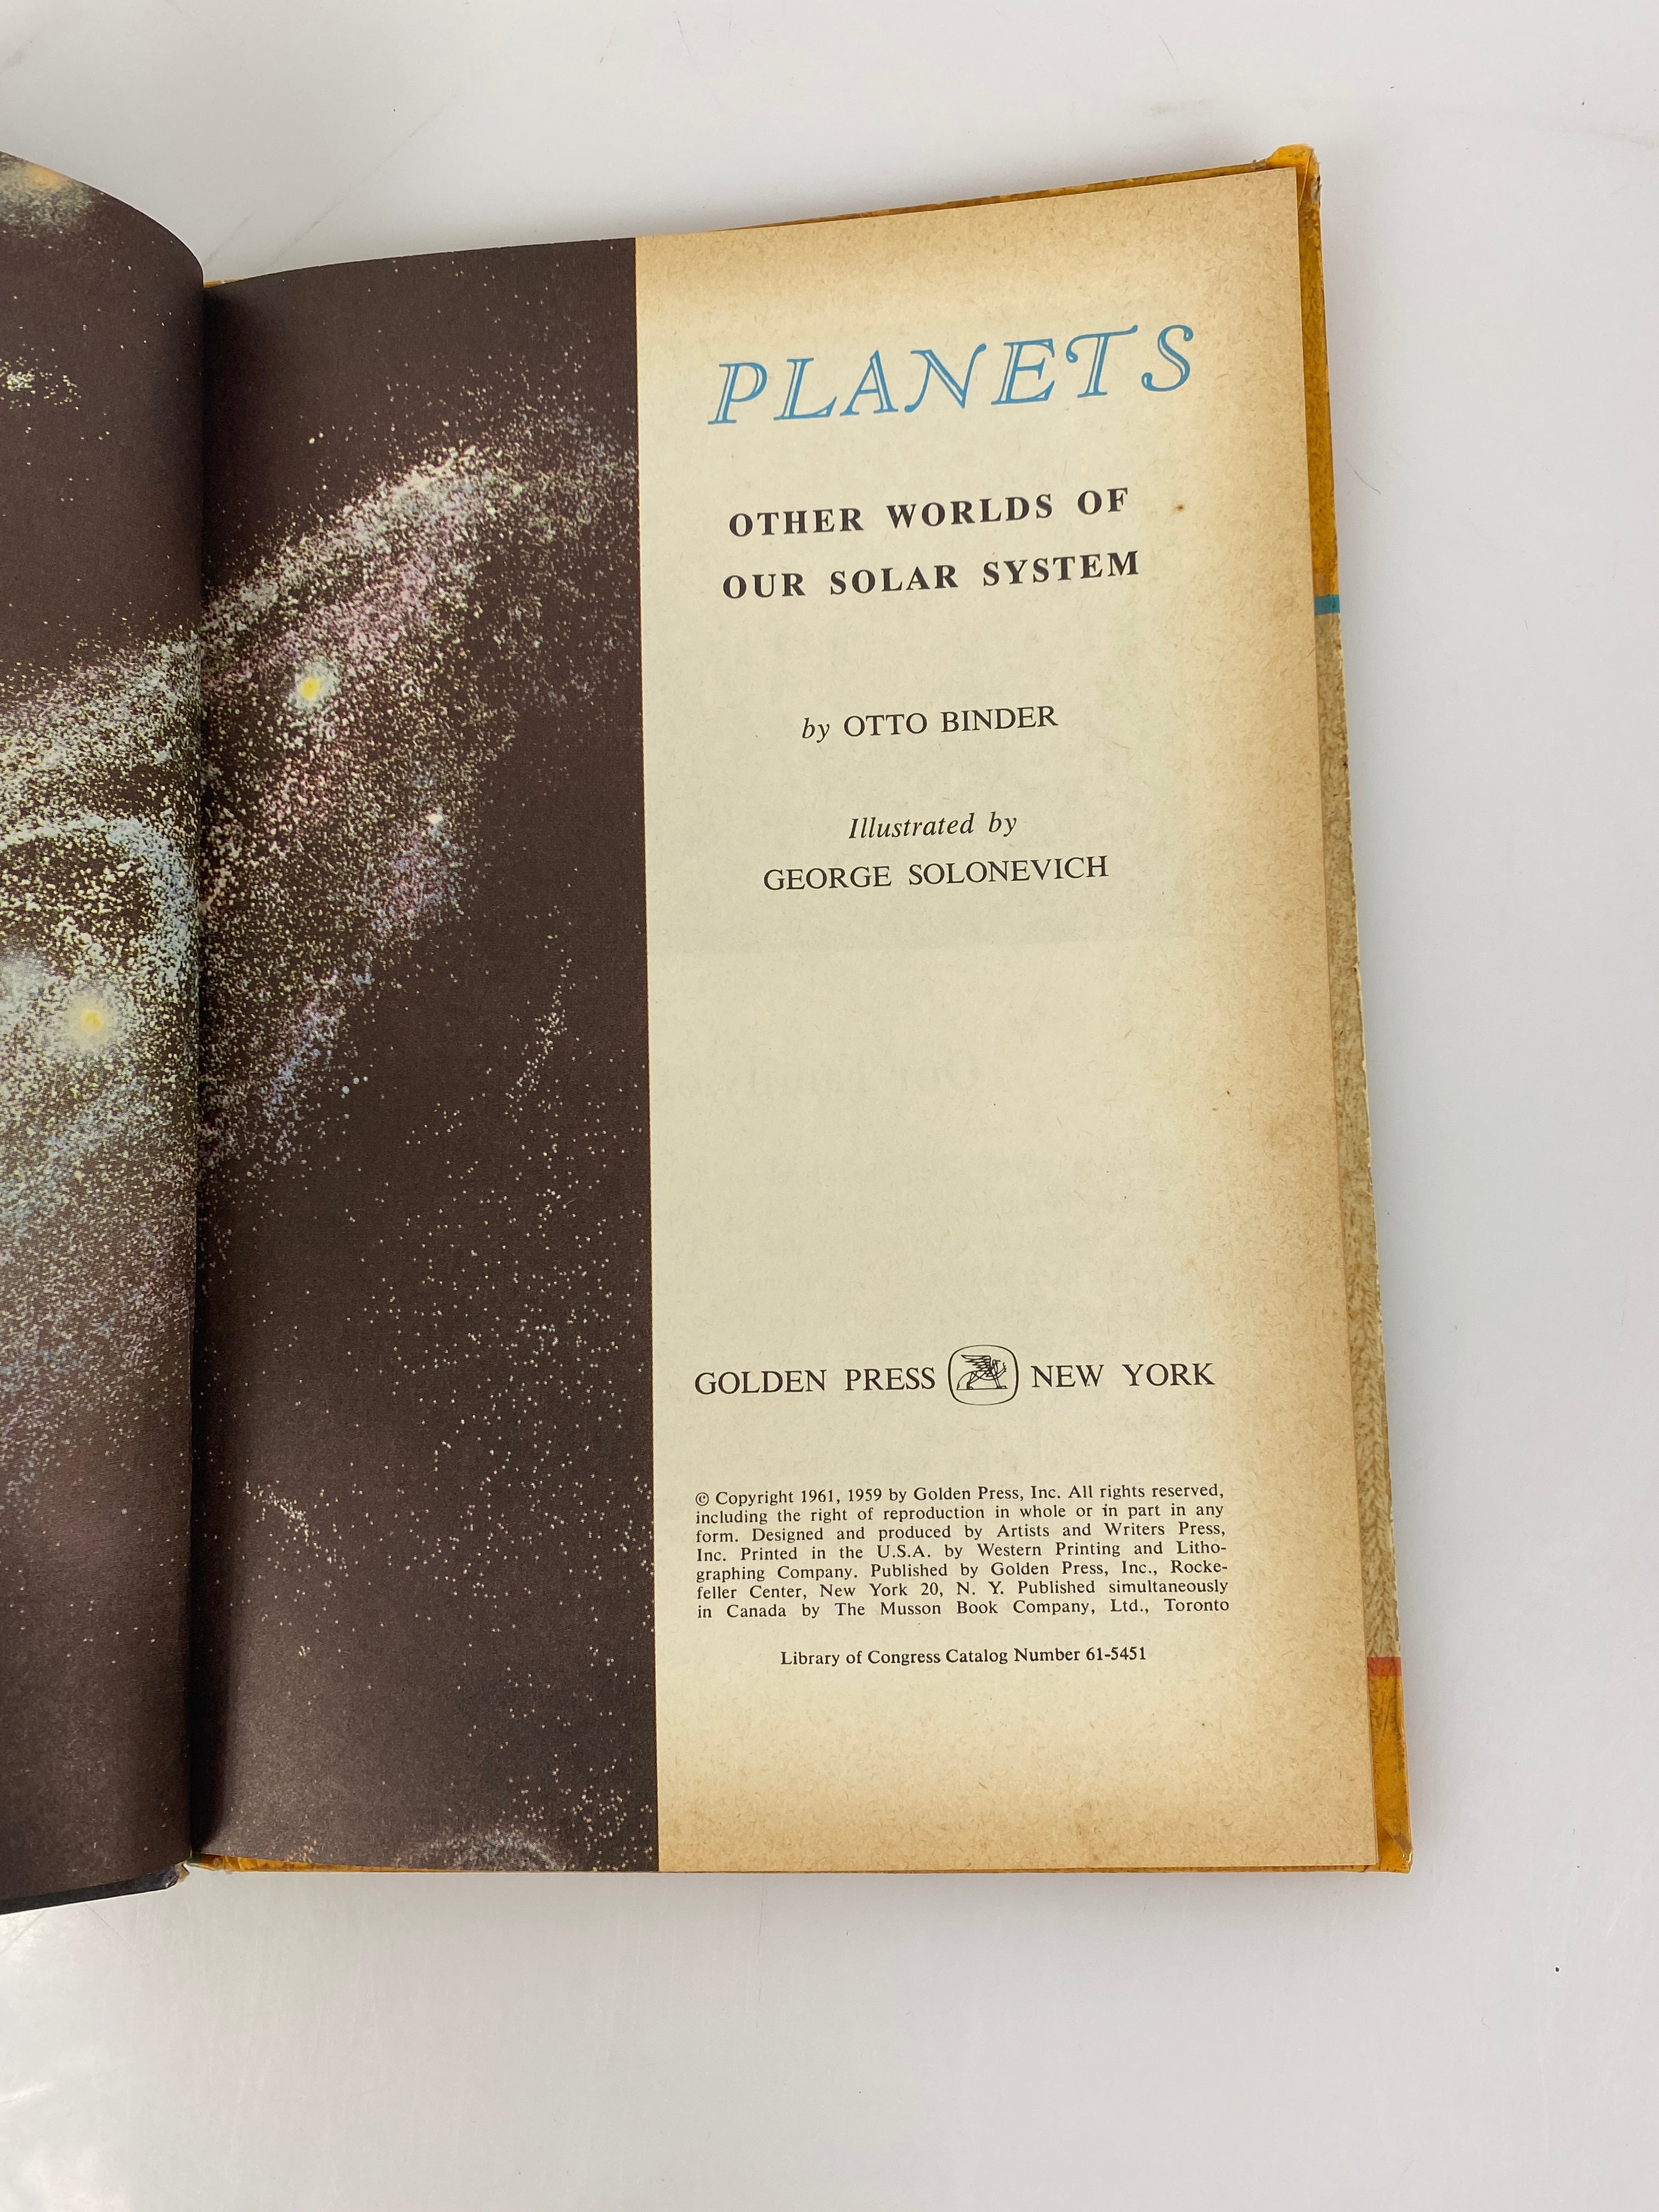 PLANETS
OTHER WORLDS OF
OUR SOLAR SYSTEM
by OTTO BINDER
Illustrated by
GEORGE SOLONEVICH
GOLDEN PRESS NEW YORK
© Copyright 1961, 1959 by Golden Press, Inc. All rights reserved,
including the right of reproduction in whole or in part in any
form. Designed and produced by Artists and Writers Press,
Inc. Printed in the U.S.A. by Western Printing and Litho-
graphing Company. Published by Golden Press, Inc., Rocke-
feller Center, New York 20, N. Y. Published simultaneously
in Canada by The Musson Book Company, Ltd., Toronto
Library of Congress Catalog Number 61-5451